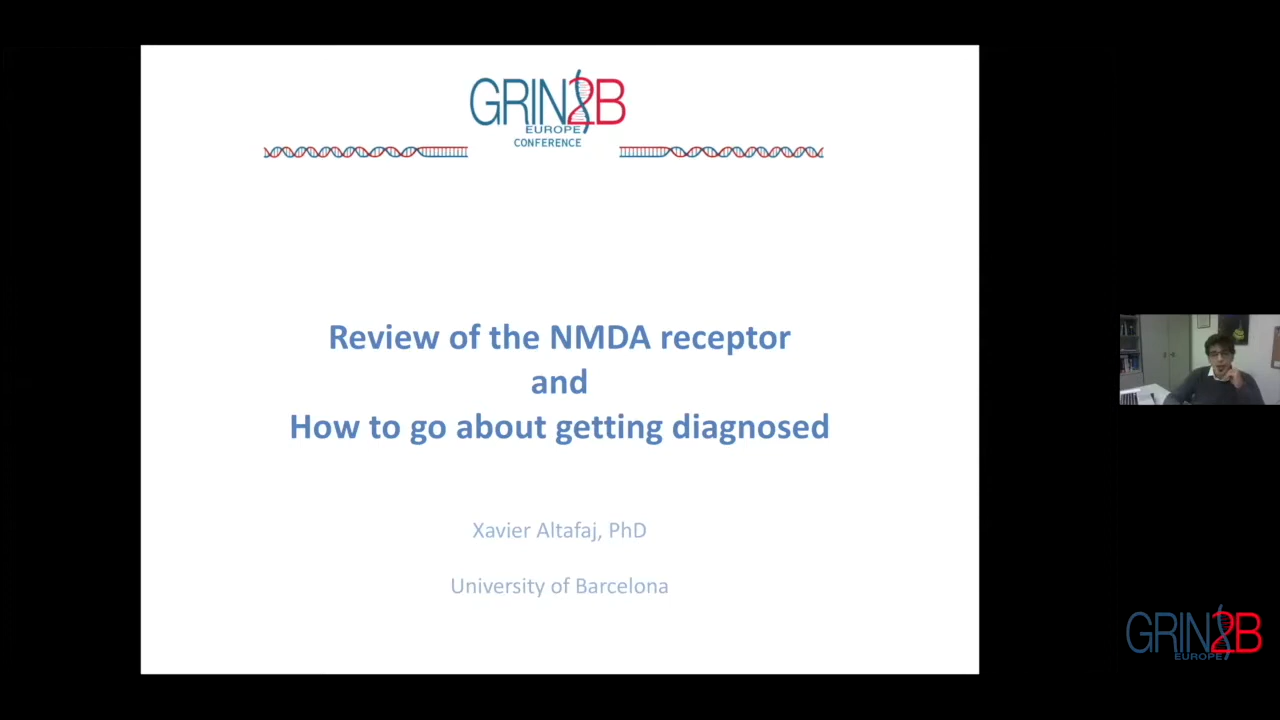 GRIN2B
EUROPE
CONFERENCE
Review of the NMDA receptor
and
How to go about getting diagnosed
Xavier Altafaj, PhD
University of Barcelona
GRIN2B
EUROPE